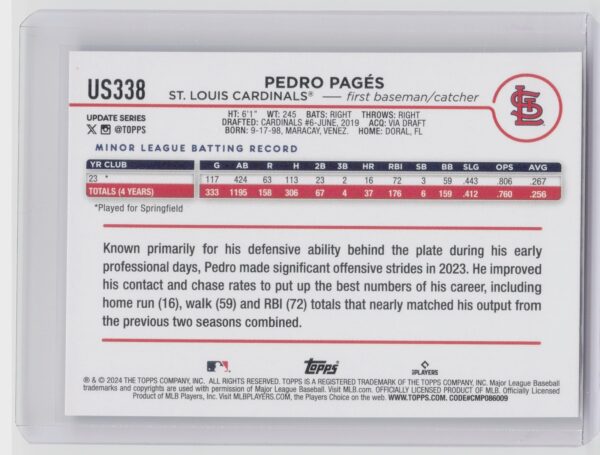 US338
PEDRO PAGÉS
ST. LOUIS CARDINALS® — first baseman/catcher
HT: 6'1" WT: 245 BATS: RIGHT THROWS: RIGHT
DRAFTED: CARDINALS #6-JUNE, 2019 ACQ: VIA DRAFT
BORN: 9-17-98, MARACAY, VENEZ. HOME: DORAL, FL
UPDATE SERIES
X @TOPPS
StL
MINOR LEAGUE BATTING RECORD
YR CLUB G AB R H 2B 3B HR RBI SB BB SLG OPS AVG
23 * 117 424 63 113 23 2 16 72 3 59 .443 .806 .267
TOTALS (4 YEARS) 333 1195 158 306 67 4 37 176 6 159 .412 .760 .256
*Played for Springfield
Known primarily for his defensive ability behind the plate during his early
professional days, Pedro made significant offensive strides in 2023. He improved
his contact and chase rates to put up the best numbers of his career, including
home run (16), walk (59) and RBI (72) totals that nearly matched his output from
the previous two seasons combined.
Topps
PLAYERS
® & © 2024 THE TOPPS COMPANY, INC. ALL RIGHTS RESERVED. TOPPS IS A REGISTERED TRADEMARK OF THE TOPPS COMPANY, INC. Major League Baseball
trademarks and copyrights are used with permission of Major League Baseball. Visit MLB.com. OFFICIALLY LICENSED PRODUCT OF MLB. Officially Licensed
Product of MLB Players, Inc. Visit MLBPLAYERS.COM, the Players Choice on the web. WWW.TOPPS.COM. CODE#CMP086009